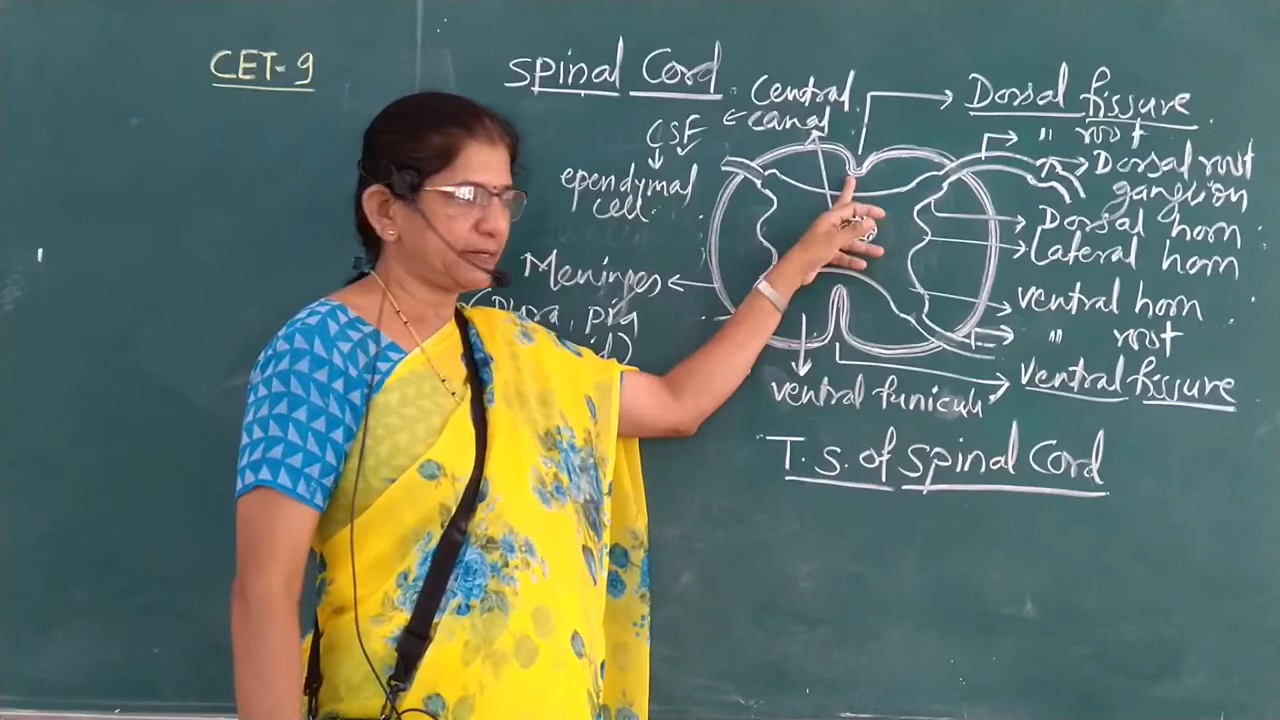 CET-9
Spinal Cord
Central
canal
CSF
ependymal
cell
Meninges
pia
Dorsal fissure
" root
Dorsal root
ganglion
Dorsal horn
Lateral horn
ventral horn
" root
ventral fissure
ventral funiculi
T.S. of Spinal Cord